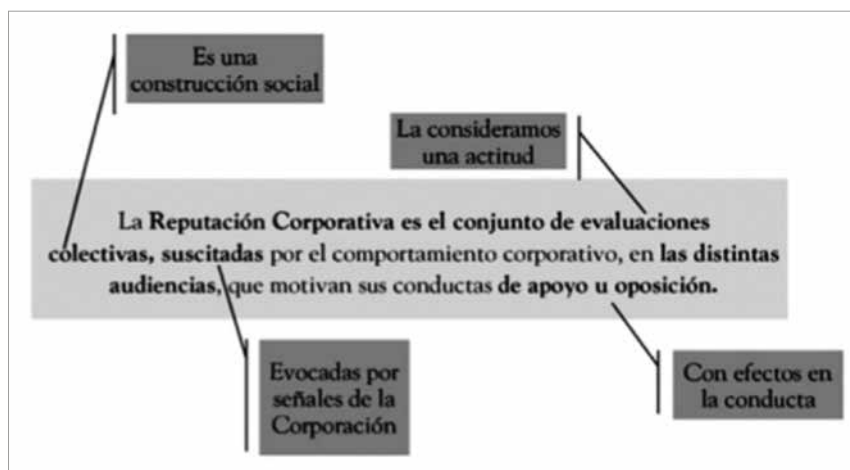 Es una
construcción social
La consideramos
una actitud
La Reputación Corporativa es el conjunto de evaluaciones
colectivas, suscitadas por el comportamiento corporativo, en las distintas
audiencias, que motivan sus conductas de apoyo u oposición.
Evocadas por
señales de la
Corporación
Con efectos en
la conducta